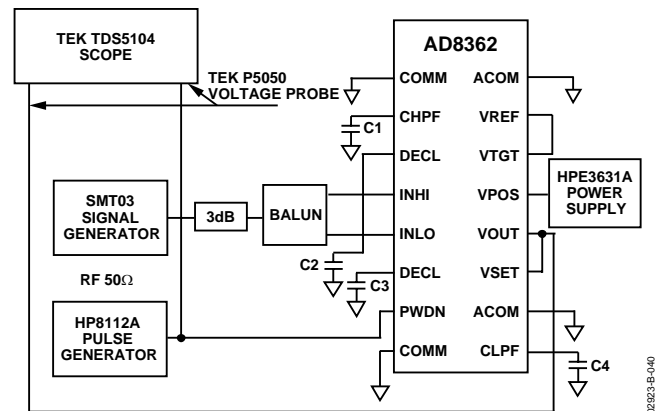 TEK TDS5104
SCOPE
TEK P5050
VOLTAGE PROBE
SMT03
SIGNAL
GENERATOR
3dB
BALUN
RF 50Ω
HP8112A
PULSE
GENERATOR
C1
C2
C3
AD8362
COMM
CHPF
DECL
INHI
INLO
DECL
PWDN
COMM
ACOM
VREF
VTGT
VPOS
VOUT
VSET
ACOM
CLPF
HPE3631A
POWER
SUPPLY
C4
02923-B-040